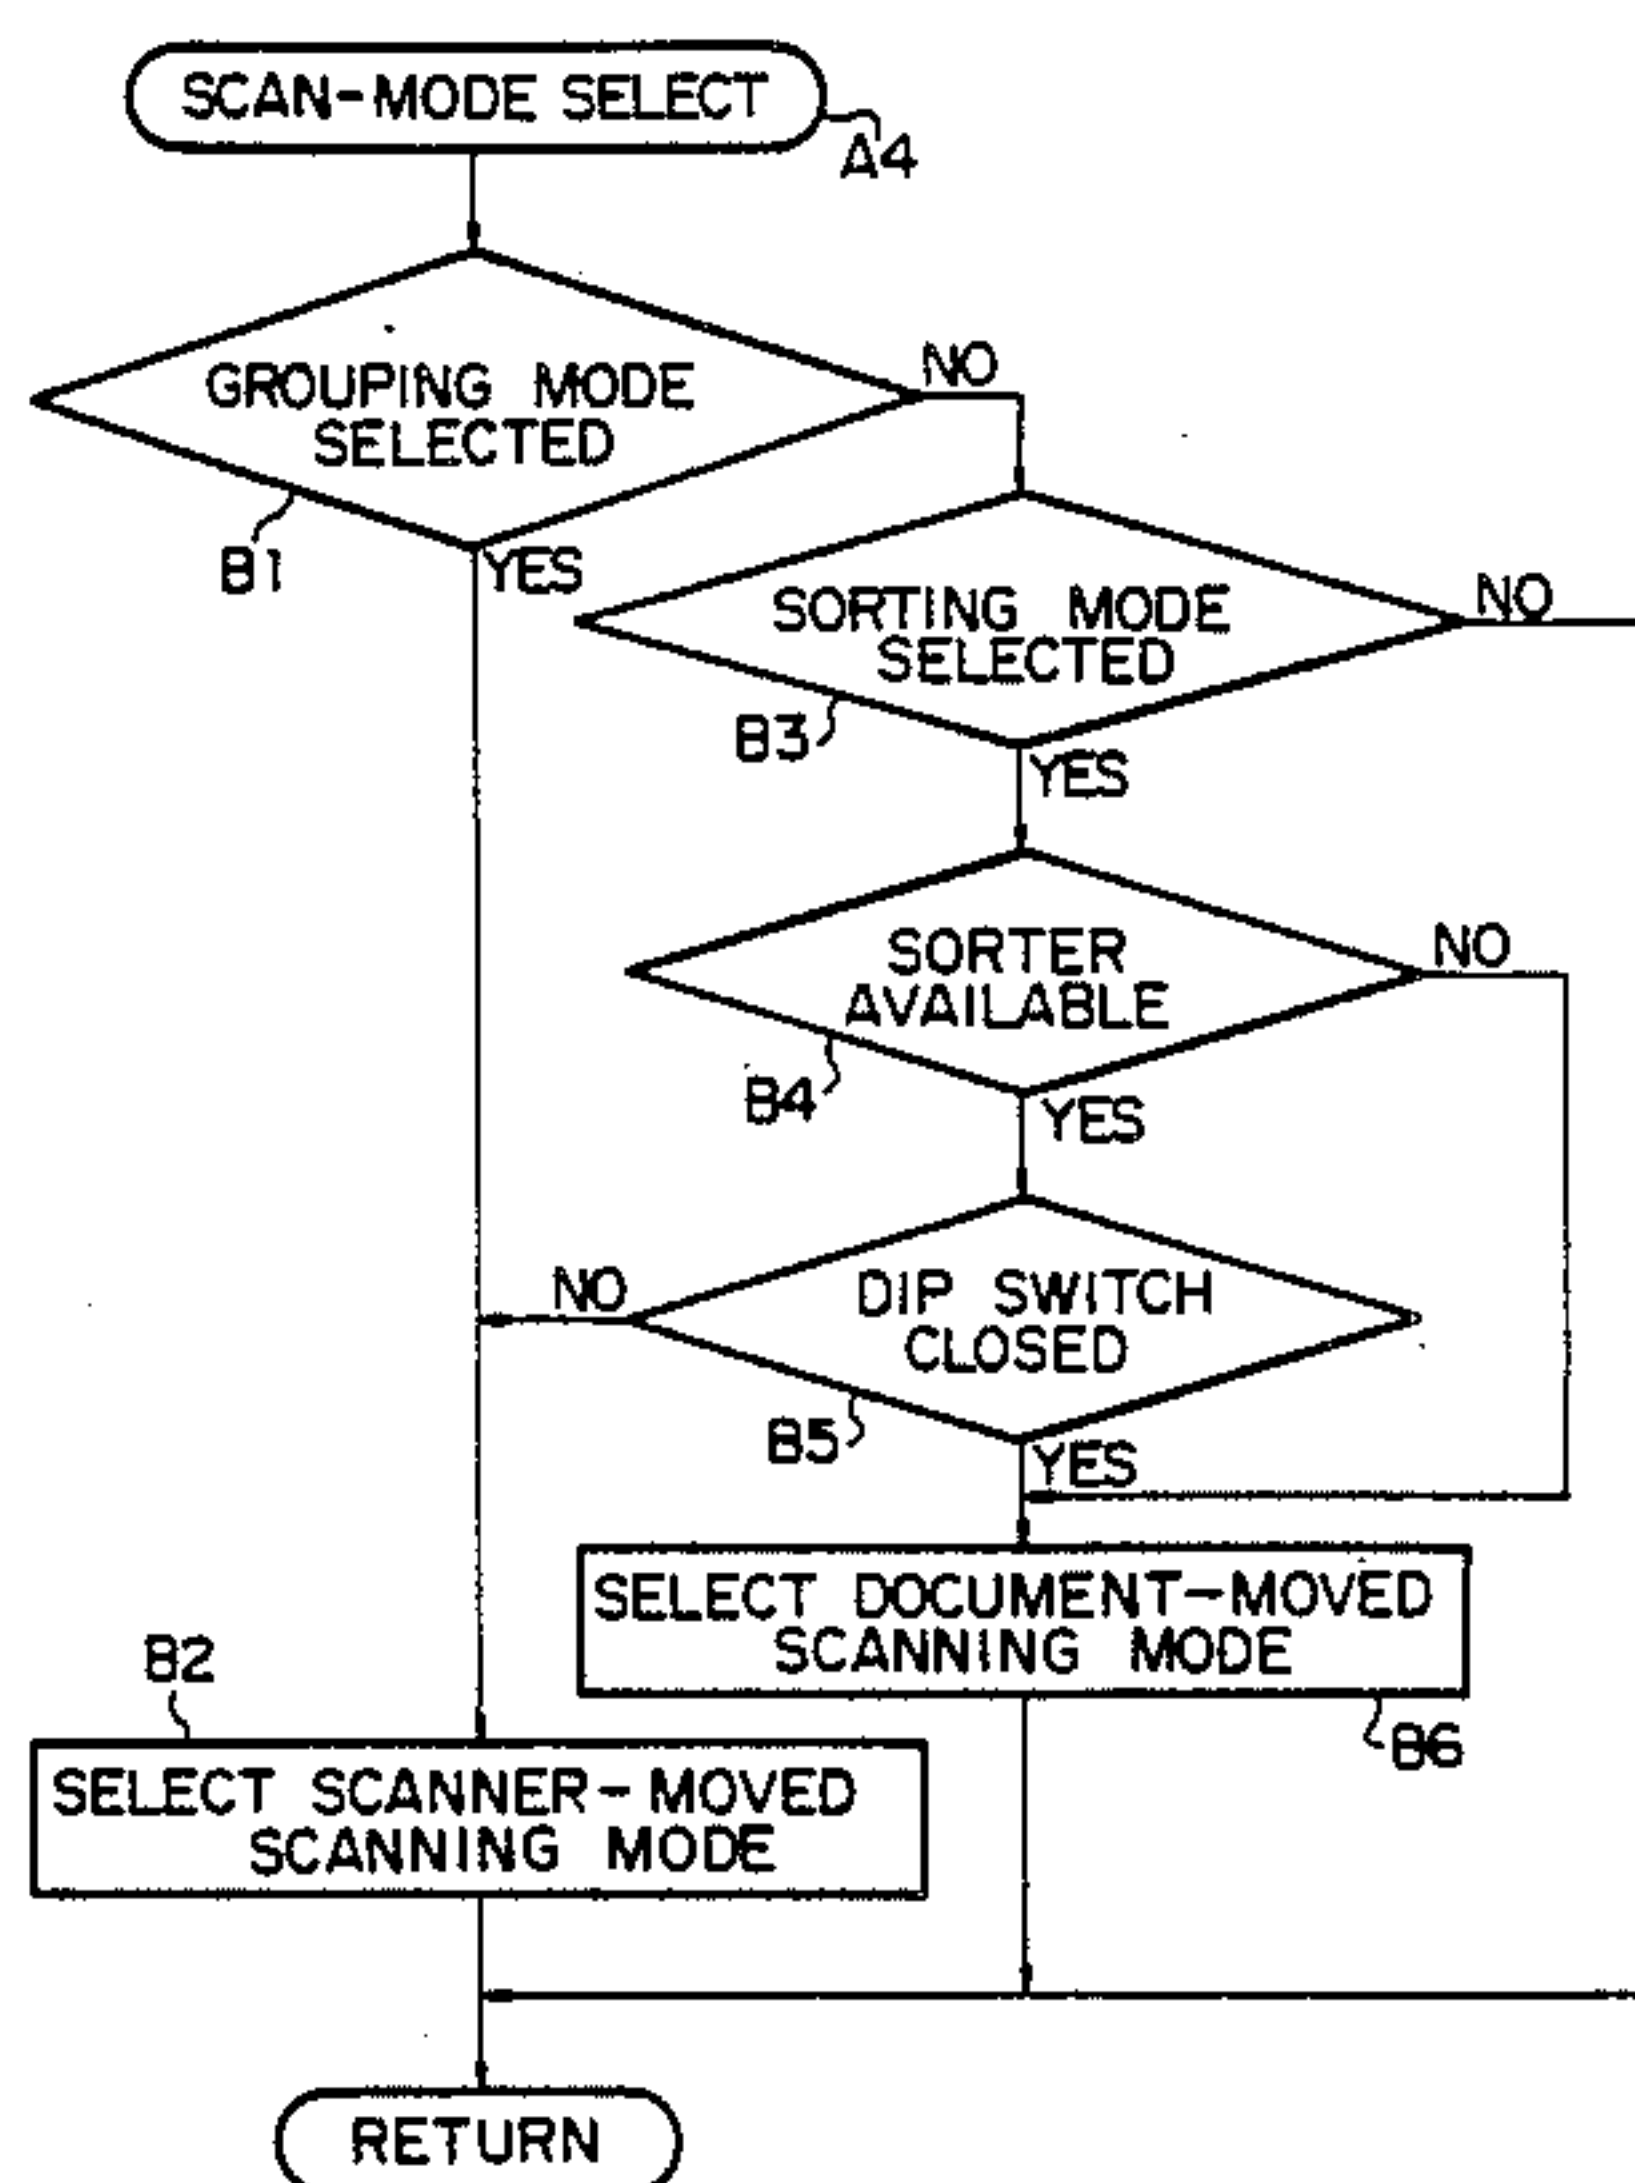 SCAN-MODE SELECT
A4
GROUPING MODE
SELECTED
NO
B1
YES
SORTING MODE
SELECTED
NO
B3
YES
SORTER
AVAILABLE
NO
B4
YES
DIP SWITCH
CLOSED
NO
B5
YES
SELECT DOCUMENT-MOVED
SCANNING MODE
B6
B2
SELECT SCANNER-MOVED
SCANNING MODE
RETURN